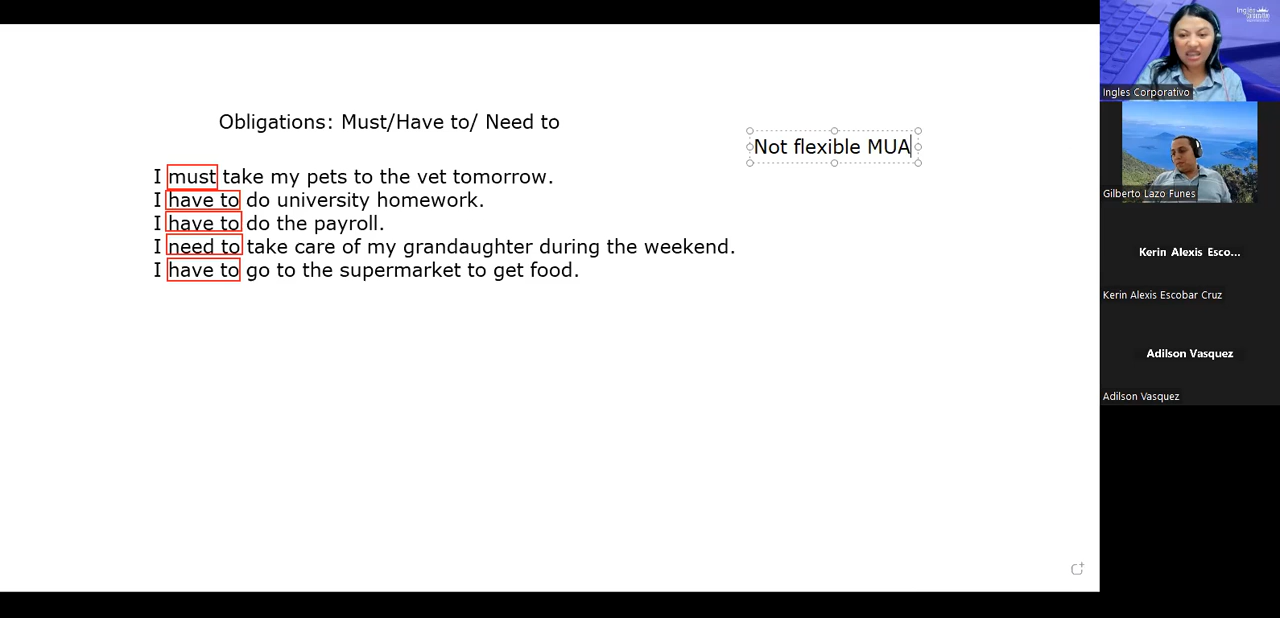 Obligations: Must/Have to/ Need to
Not flexible MUA
I must take my pets to the vet tomorrow.
I have to do university homework.
I have to do the payroll.
I need to take care of my grandaughter during the weekend.
I have to go to the supermarket to get food.
Ingles
Ingles Corporativo
Gilberto Lazo Funes
Kerin Alexis Esco...
Kerin Alexis Escobar Cruz
Adilson Vasquez
Adilson Vasquez